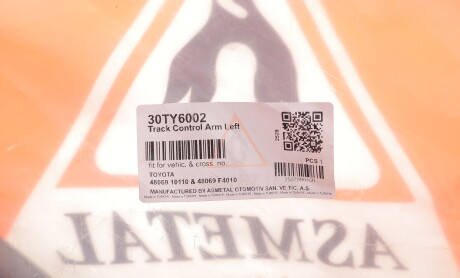 ASMETAL
30TY6002
Track Control Arm Left
fit for vehic. & cross. no.
TOYOTA
48069 10110 & 48069 F4010
PCS 1
MANUFACTURED BY ASMETAL OTOMOTIV SAN. VE TIC. A.S.
ASMETAL